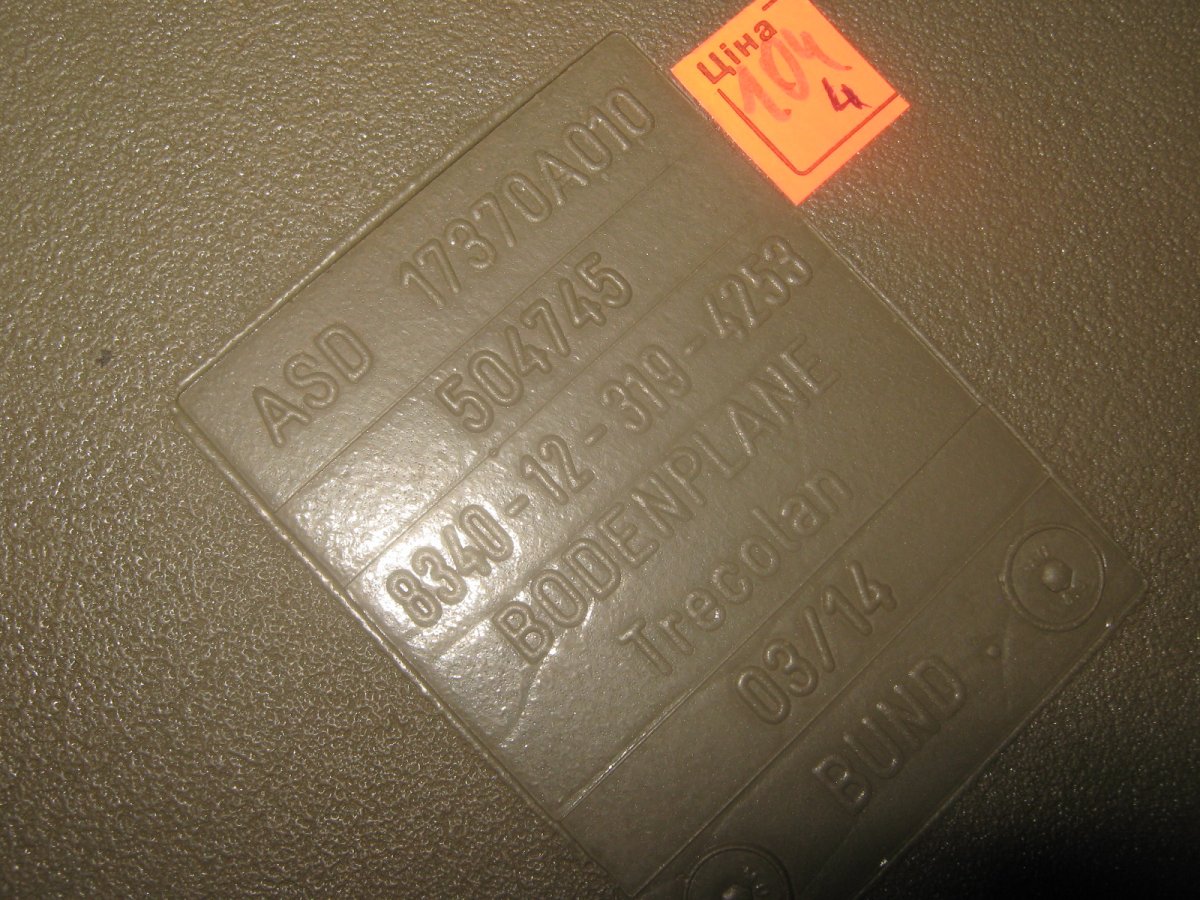 Ціна
104
4
ASD 17370A010
504745
8340-12-319-4253
BODENPLANE
Trecolan
03/14
BUND